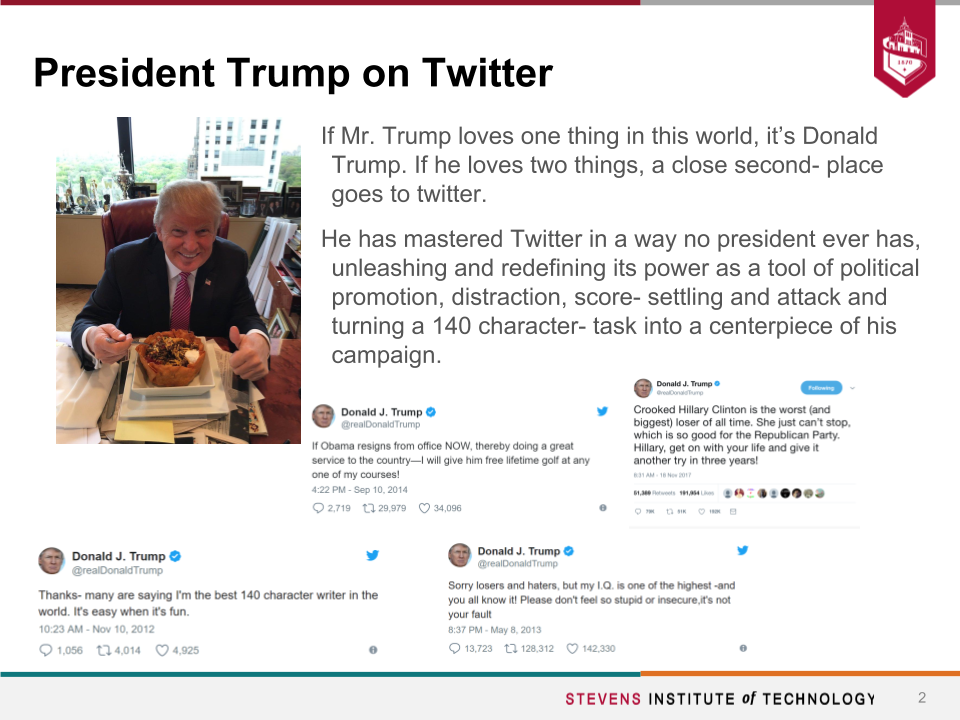 President Trump on Twitter
1870
If Mr. Trump loves one thing in this world, it’s Donald
Trump. If he loves two things, a close second- place
goes to twitter.
He has mastered Twitter in a way no president ever has,
unleashing and redefining its power as a tool of political
promotion, distraction, score- settling and attack and
turning a 140 character- task into a centerpiece of his
campaign.
Donald J. Trump
@realDonaldTrump
If Obama resigns from office NOW, thereby doing a great
service to the country—I will give him free lifetime golf at any
one of my courses!
4:22 PM - Sep 10, 2014
2,719 29,979 34,096
Donald J. Trump
@realDonaldTrump
Following
Crooked Hillary Clinton is the worst (and
biggest) loser of all time. She just can't stop,
which is so good for the Republican Party.
Hillary, get on with your life and give it
another try in three years!
8:31 AM - 18 Nov 2017
51,389 Retweets 191,954 Likes
51K 192K
Donald J. Trump
@realDonaldTrump
Thanks- many are saying I'm the best 140 character writer in the
world. It's easy when it's fun.
10:23 AM - Nov 10, 2012
1,056 4,014 4,925
Donald J. Trump
@realDonaldTrump
Sorry losers and haters, but my I.Q. is one of the highest -and
you all know it! Please don't feel so stupid or insecure,it's not
your fault
8:37 PM - May 8, 2013
13,723 128,312 142,330
STEVENS INSTITUTE of TECHNOLOGY
2